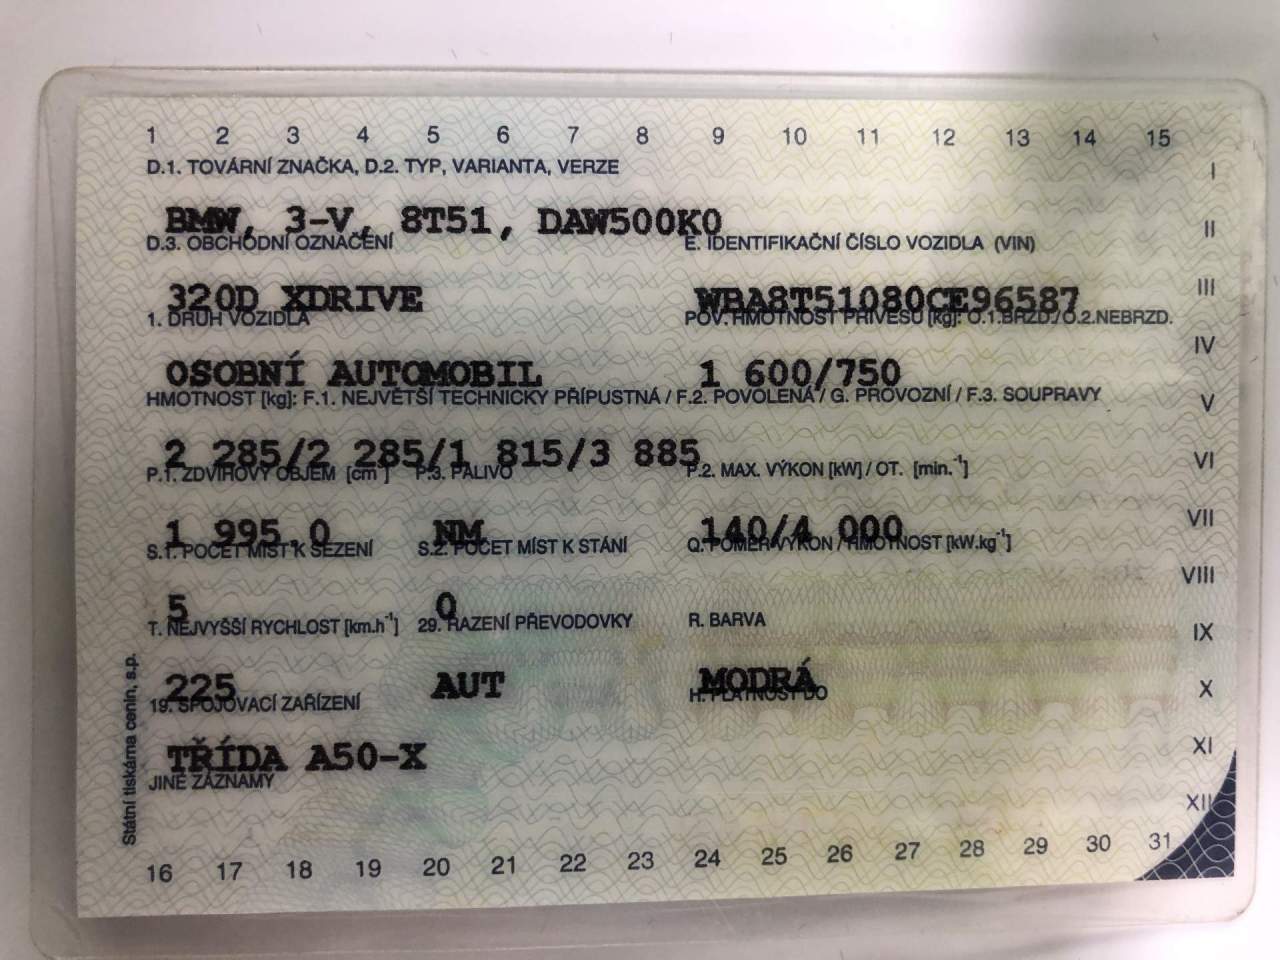 1 2 3 4 5 6 7 8 9 10 11 12 13 14 15
D.1. TOVÁRNÍ ZNAČKA, D.2. TYP, VARIANTA, VERZE
I
BMW, 3-V, 8T51, DAW500K0
II
D.3. OBCHODNÍ OZNAČENÍ E. IDENTIFIKAČNÍ ČÍSLO VOZIDLA (VIN)
320D XDRIVE WBA8T51080CE96587
III
1. DRUH VOZIDLA POV. HMOTNOST PŘÍVĚSU [kg] O.1.BRZD./O.2.NEBRZD.
IV
OSOBNÍ AUTOMOBIL 1 600/750
HMOTNOST [kg]: F.1. NEJVĚTŠÍ TECHNICKY PŘÍPUSTNÁ / F.2. POVOLENÁ / G. PROVOZNÍ / F.3. SOUPRAVY
V
2 285/2 285/1 815/3 885
VI
P.1. ZDVIHOVÝ OBJEM [cm³] P.3. PALIVO P.2. MAX. VÝKON [kW] / OT. [min.-1]
1 995.0 NM 140/4 000
VII
S.1. POČET MÍST K SEZENÍ S.2. POČET MÍST K STÁNÍ Q. POMĚR VÝKON / HMOTNOST [kW.kg-1]
VIII
5 0
T. NEJVYŠŠÍ RYCHLOST [km.h-1] 29. ŘAZENÍ PŘEVODOVKY R. BARVA
IX
225 AUT MODRÁ
X
19. SPOJOVACÍ ZAŘÍZENÍ H. PLATNOST DO
XI
TŘÍDA A50-X
JINÉ ZÁZNAMY
XII
16 17 18 19 20 21 22 23 24 25 26 27 28 29 30 31
Státní tiskárna cenin, s.p.